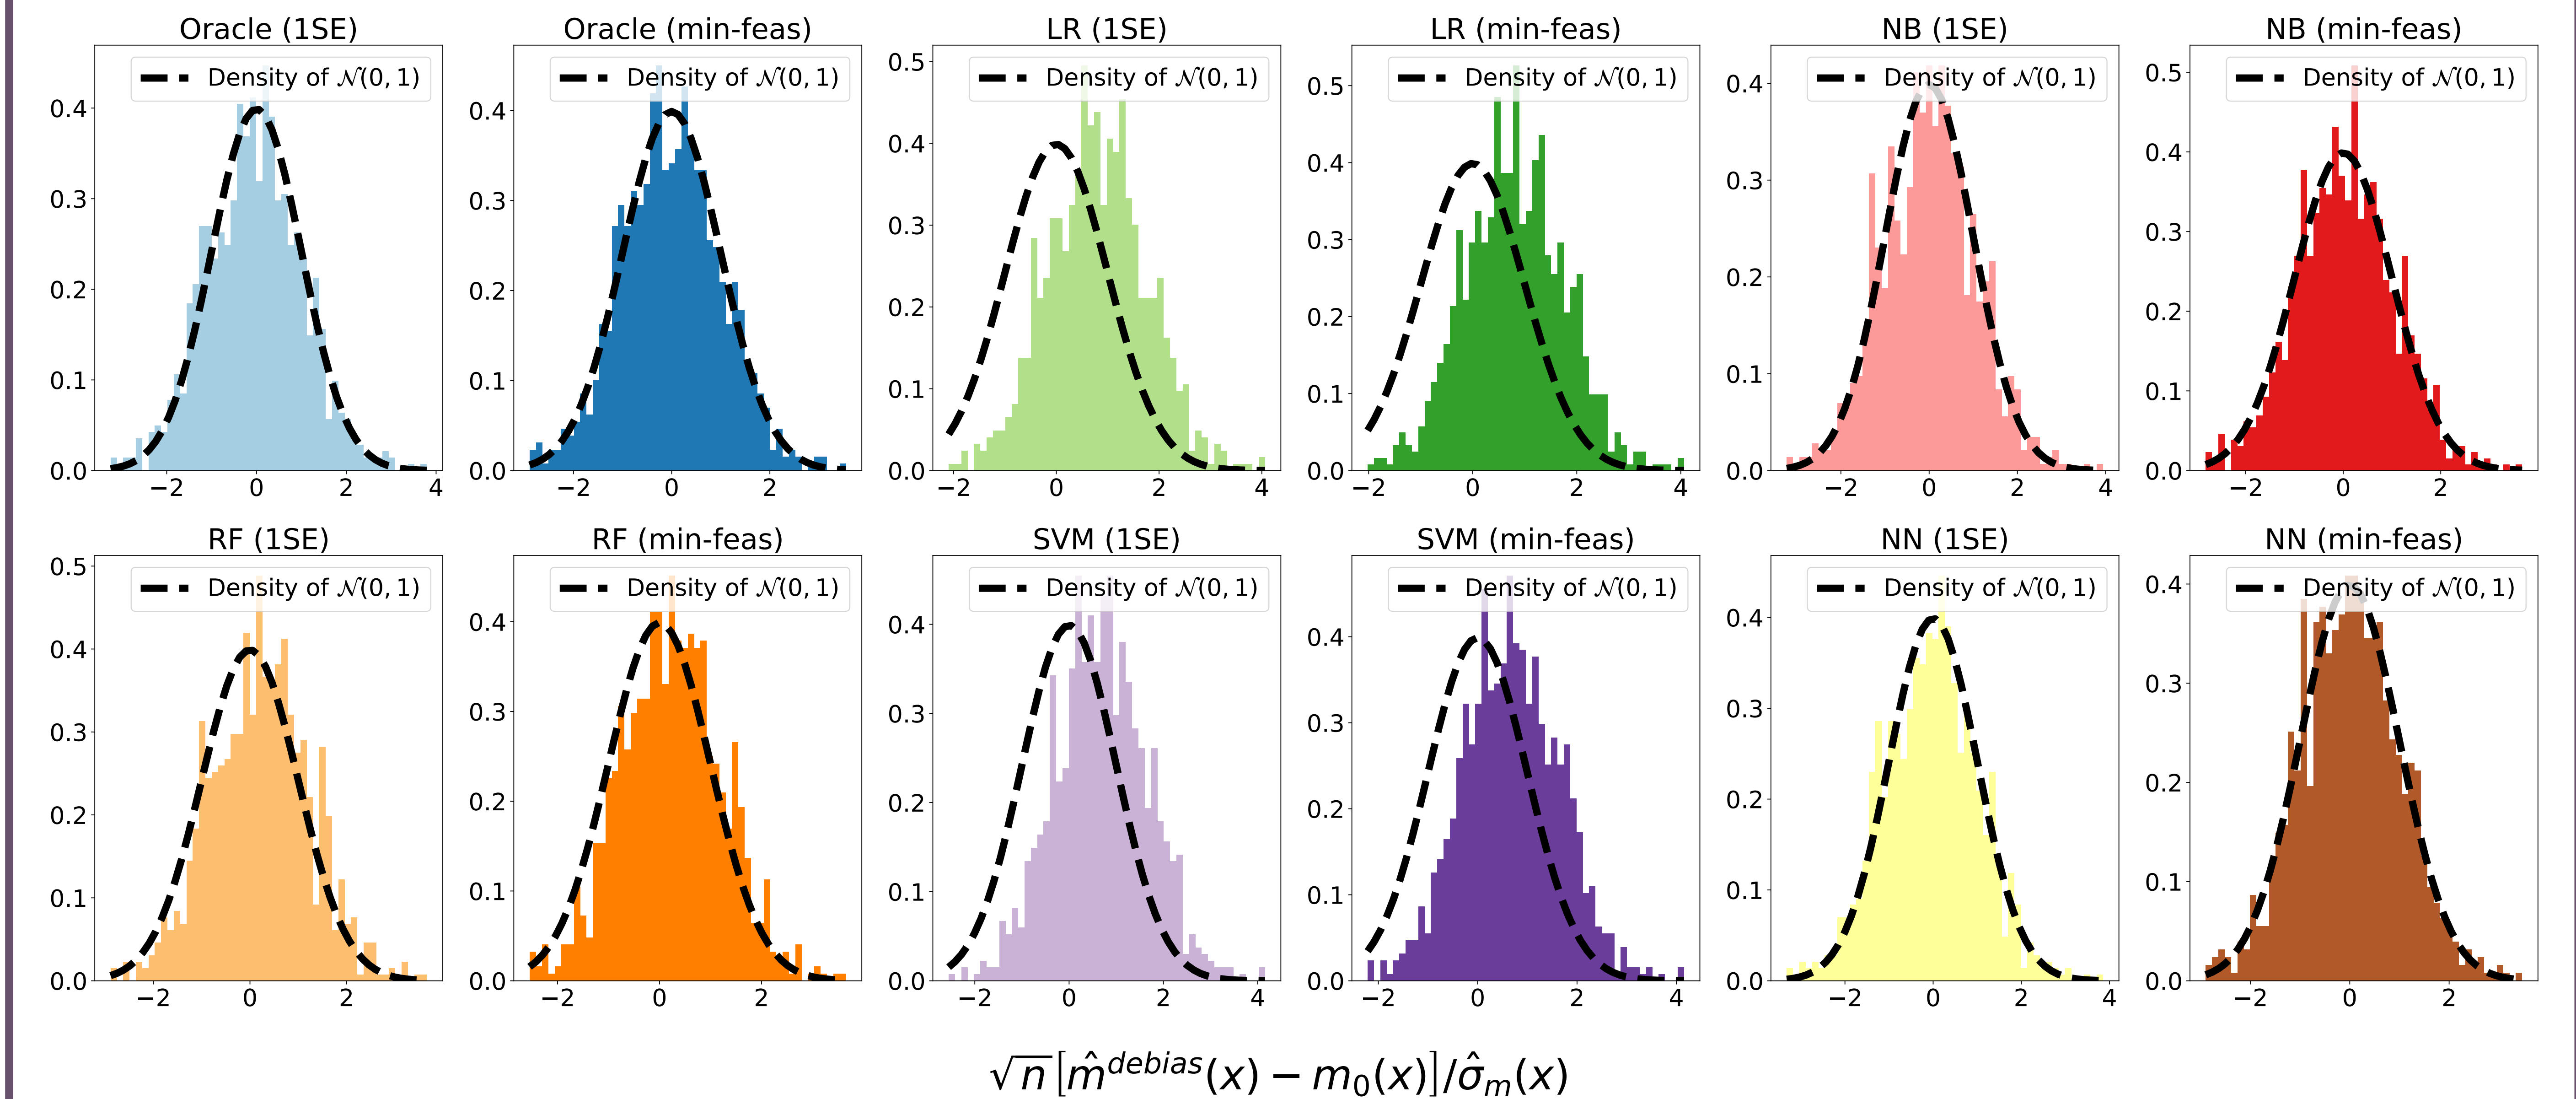 Oracle (1SE) Oracle (min-feas) LR (1SE) LR (min-feas) NB (1SE) NB (min-feas)
Density of 𝒩(0, 1) Density of 𝒩(0, 1) Density of 𝒩(0, 1) Density of 𝒩(0, 1) Density of 𝒩(0, 1) Density of 𝒩(0, 1)
0.4 0.3 0.2 0.1 0.0
−2 0 2 4
0.4 0.3 0.2 0.1 0.0
−2 0 2
0.5 0.4 0.3 0.2 0.1 0.0
−2 0 2 4
0.5 0.4 0.3 0.2 0.1 0.0
−2 0 2 4
0.4 0.3 0.2 0.1 0.0
−2 0 2 4
0.5 0.4 0.3 0.2 0.1 0.0
−2 0 2
RF (1SE) RF (min-feas) SVM (1SE) SVM (min-feas) NN (1SE) NN (min-feas)
Density of 𝒩(0, 1) Density of 𝒩(0, 1) Density of 𝒩(0, 1) Density of 𝒩(0, 1) Density of 𝒩(0, 1) Density of 𝒩(0, 1)
0.5 0.4 0.3 0.2 0.1 0.0
−2 0 2
0.4 0.3 0.2 0.1 0.0
−2 0 2
0.4 0.3 0.2 0.1 0.0
−2 0 2 4
0.4 0.3 0.2 0.1 0.0
−2 0 2 4
0.4 0.3 0.2 0.1 0.0
−2 0 2 4
0.4 0.3 0.2 0.1 0.0
−2 0 2
√n[m̂^debias(x) − m₀(x)]/σ̂ₘ(x)